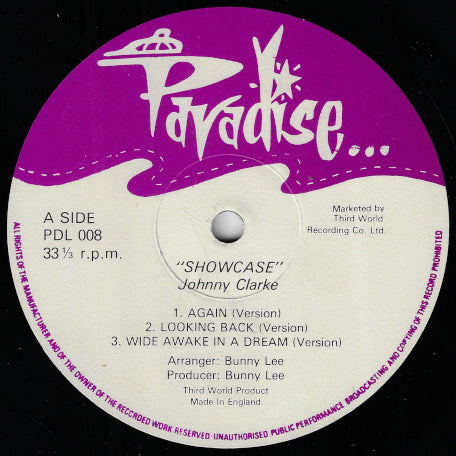 Paradise...
A SIDE
PDL 008
33 ⅓ r.p.m.
Marketed by
Third World
Recording Co. Ltd.
"SHOWCASE"
Johnny Clarke
1. AGAIN (Version)
2. LOOKING BACK (Version)
3. WIDE AWAKE IN A DREAM (Version)
Arranger: Bunny Lee
Producer: Bunny Lee
Third World Product
Made In England
ALL RIGHTS OF THE MANUFACTURER AND OF THE OWNER OF THE RECORDED WORK RESERVED · UNAUTHORISED PUBLIC PERFORMANCE BROADCASTING AND COPYING OF THIS RECORD PROHIBITED